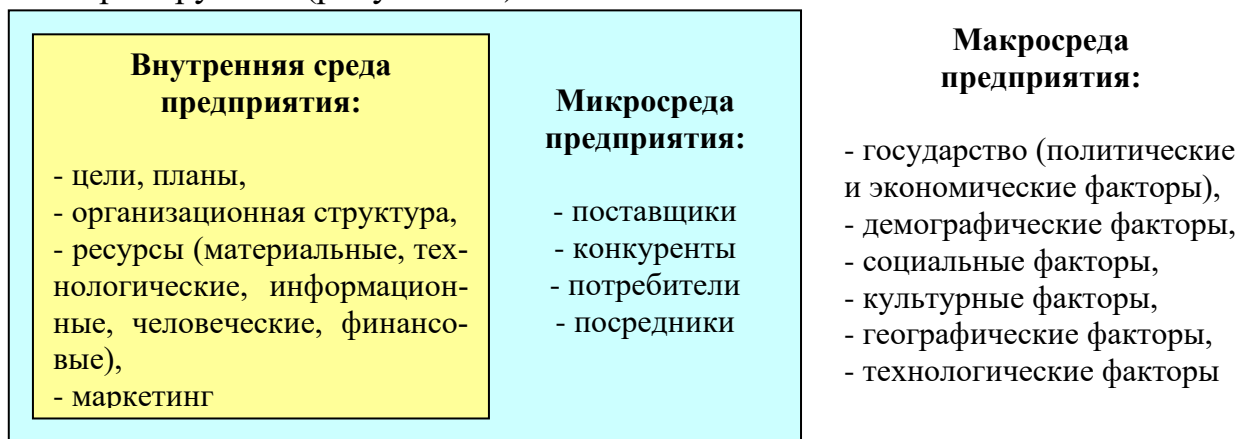 Внутренняя среда
предприятия:
- цели, планы,
- организационная структура,
- ресурсы (материальные, тех-
нологические, информацион-
ные, человеческие, финансо-
вые),
- маркетинг
Микросреда
предприятия:
- поставщики
- конкуренты
- потребители
- посредники
Макросреда
предприятия:
- государство (политические
и экономические факторы),
- демографические факторы,
- социальные факторы,
- культурные факторы,
- географические факторы,
- технологические факторы